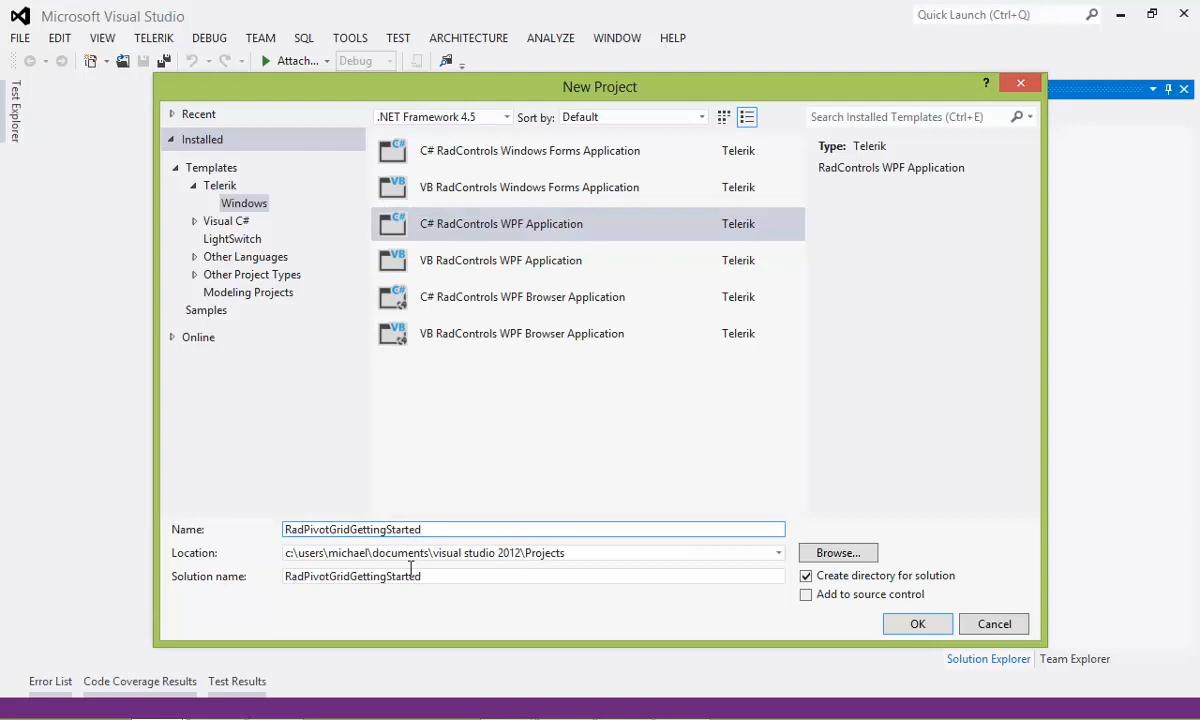 Microsoft Visual Studio
Quick Launch (Ctrl+Q)
FILE EDIT VIEW TELERIK DEBUG TEAM SQL TOOLS TEST ARCHITECTURE ANALYZE WINDOW HELP
Attach... Debug
Test Explorer
New Project
?
Recent
.NET Framework 4.5 Sort by: Default
Search Installed Templates (Ctrl+E)
Installed
Templates
Telerik
Windows
Visual C#
LightSwitch
Other Languages
Other Project Types
Modeling Projects
Samples
Online
C# RadControls Windows Forms Application Telerik
VB RadControls Windows Forms Application Telerik
C# RadControls WPF Application Telerik
VB RadControls WPF Application Telerik
C# RadControls WPF Browser Application Telerik
VB RadControls WPF Browser Application Telerik
Type: Telerik
RadControls WPF Application
Name: RadPivotGridGettingStarted
Location: c:\users\michael\documents\visual studio 2012\Projects
Browse...
Solution name: RadPivotGridGettingStarted
Create directory for solution
Add to source control
OK Cancel
Solution Explorer Team Explorer
Error List Code Coverage Results Test Results